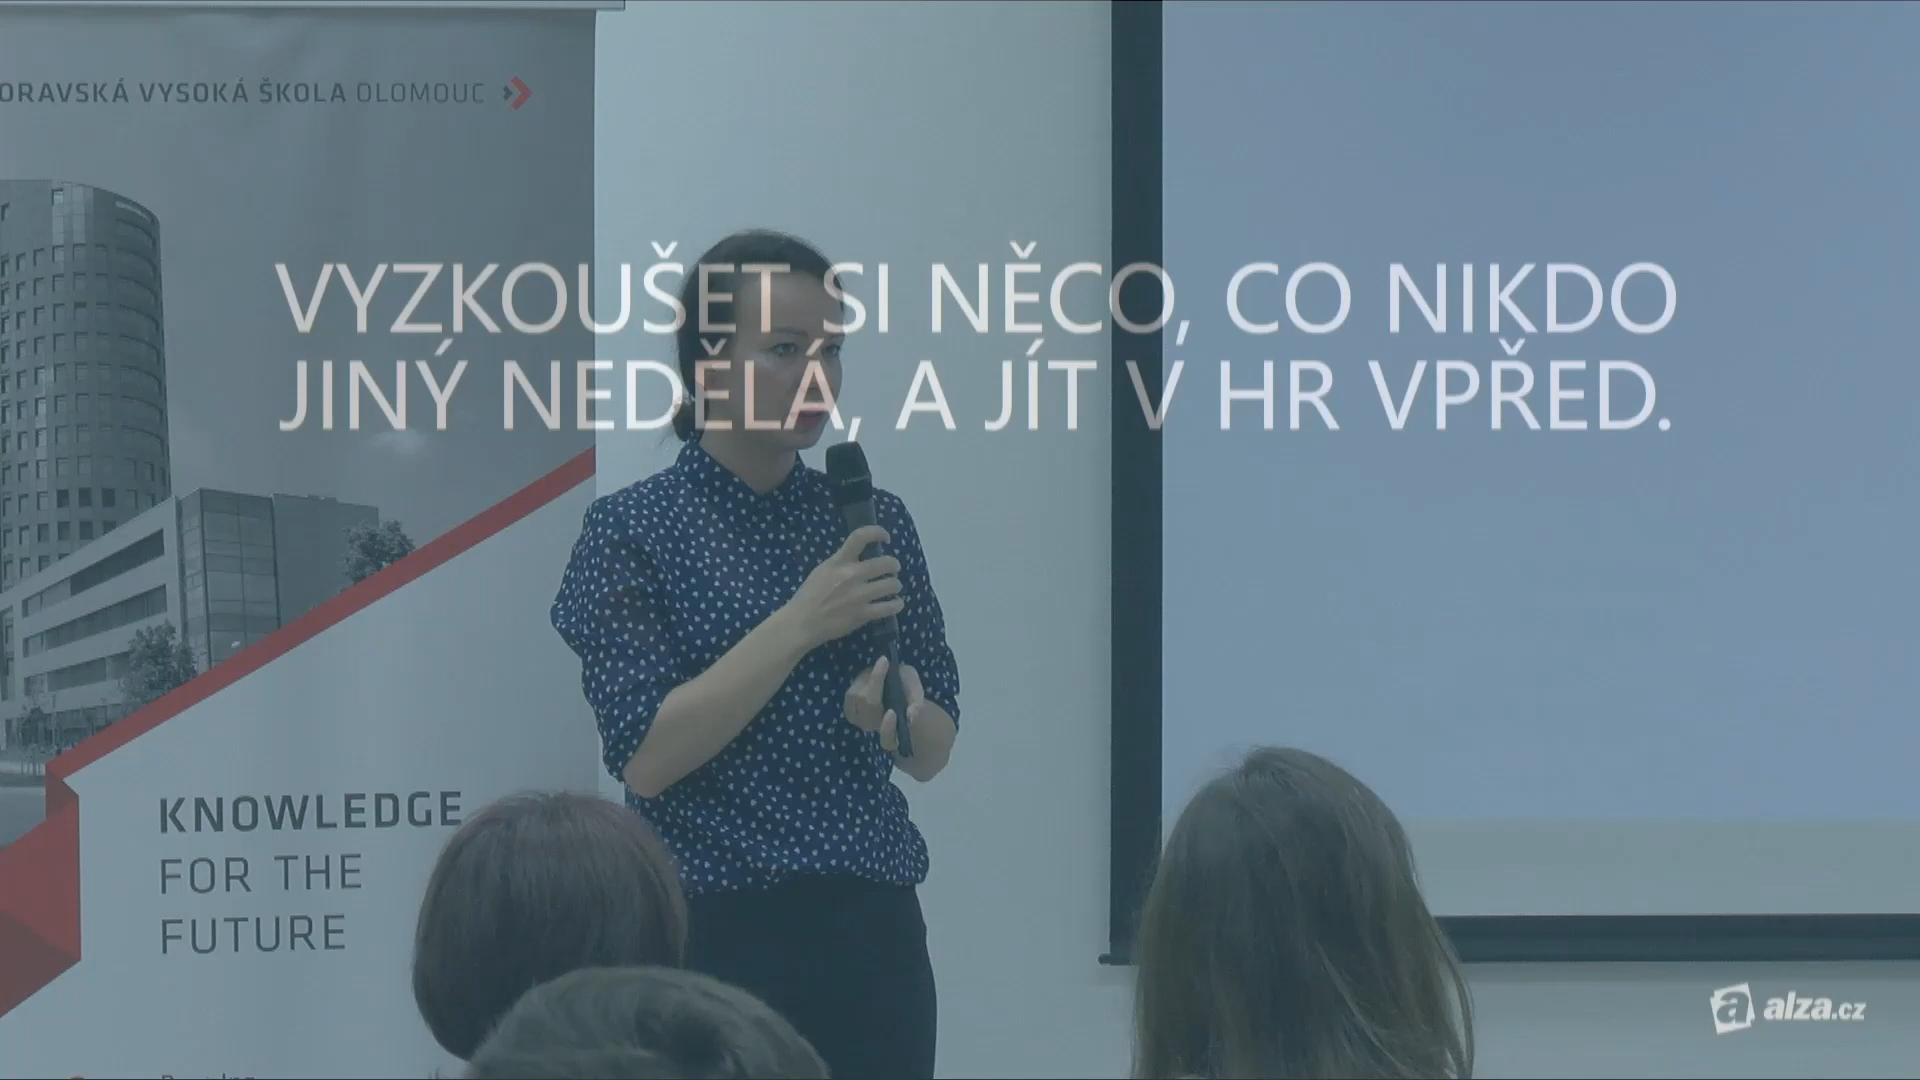 ORAVSKÁ VYSOKÁ ŠKOLA OLOMOUC
VYZKOUŠET SI NĚCO, CO NIKDO
JINÝ NEDĚLÁ, A JÍT V HR VPŘED.
KNOWLEDGE
FOR THE
FUTURE
a alza.cz